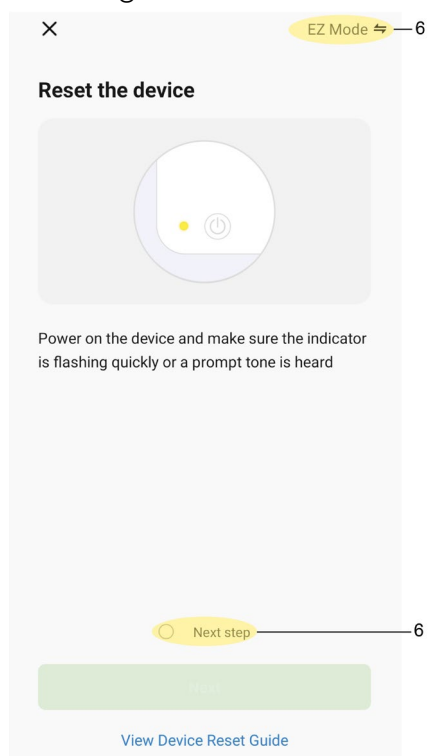 EZ Mode ⇋ 6
Reset the device
Power on the device and make sure the indicator
is flashing quickly or a prompt tone is heard
Next step 6
Next
View Device Reset Guide